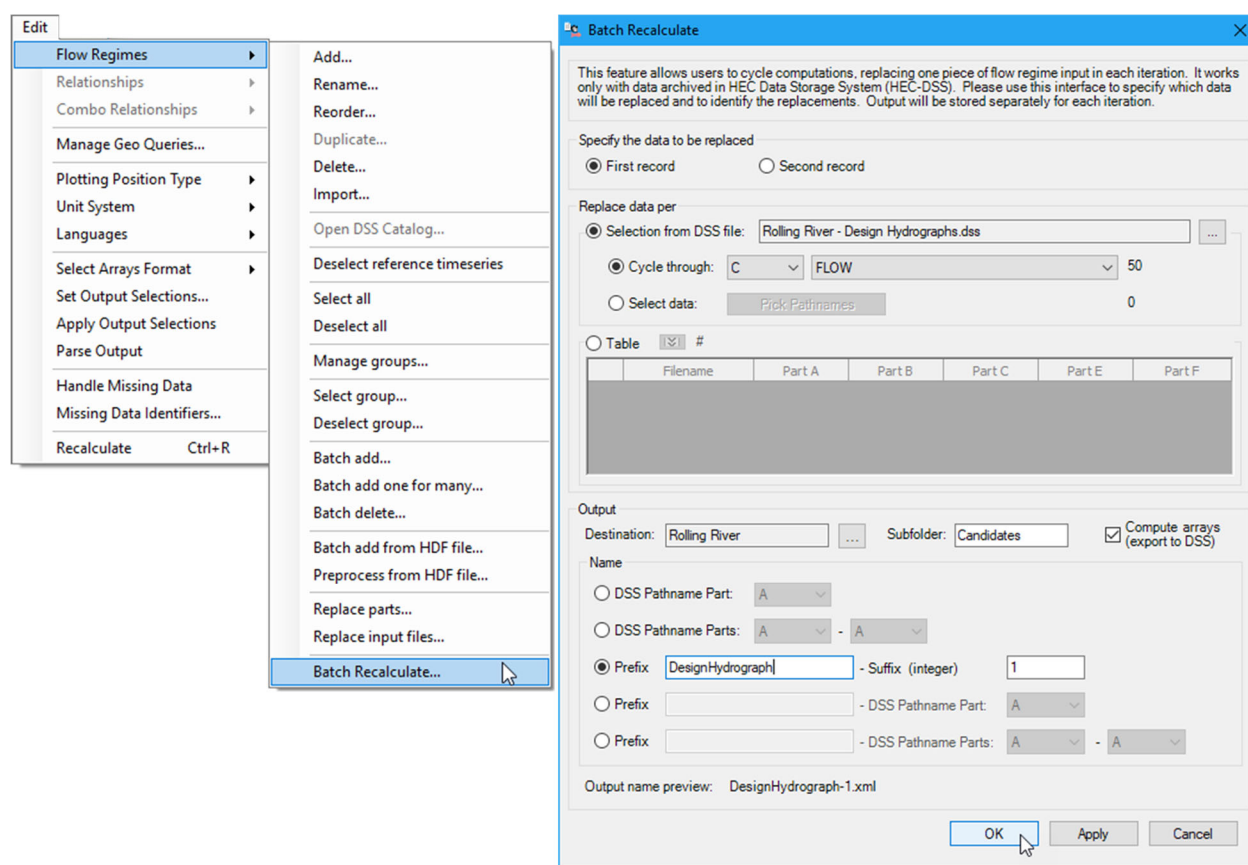 Edit
Flow Regimes
Relationships
Combo Relationships
Manage Geo Queries...
Plotting Position Type
Unit System
Languages
Select Arrays Format
Set Output Selections...
Apply Output Selections
Parse Output
Handle Missing Data
Missing Data Identifiers...
Recalculate Ctrl+R
Add...
Rename...
Reorder...
Duplicate...
Delete...
Import...
Open DSS Catalog...
Deselect reference timeseries
Select all
Deselect all
Manage groups...
Select group...
Deselect group...
Batch add...
Batch add one for many...
Batch delete...
Batch add from HDF file...
Preprocess from HDF file...
Replace parts...
Replace input files...
Batch Recalculate...
Batch Recalculate
This feature allows users to cycle computations, replacing one piece of flow regime input in each iteration. It works
only with data archived in HEC Data Storage System (HEC-DSS). Please use this interface to specify which data
will be replaced and to identify the replacements. Output will be stored separately for each iteration.
Specify the data to be replaced
First record Second record
Replace data per
Selection from DSS file: Rolling River - Design Hydrographs.dss ...
Cycle through: C FLOW 50
Select data: Pick Pathnames 0
Table #
Filename Part A Part B Part C Part E Part F
Output
Destination: Rolling River ... Subfolder: Candidates Compute arrays
(export to DSS)
Name
DSS Pathname Part: A
DSS Pathname Parts: A - A
Prefix DesignHydrograph - Suffix (integer) 1
Prefix - DSS Pathname Part: A
Prefix - DSS Pathname Parts: A - A
Output name preview: DesignHydrograph-1.xml
OK Apply Cancel